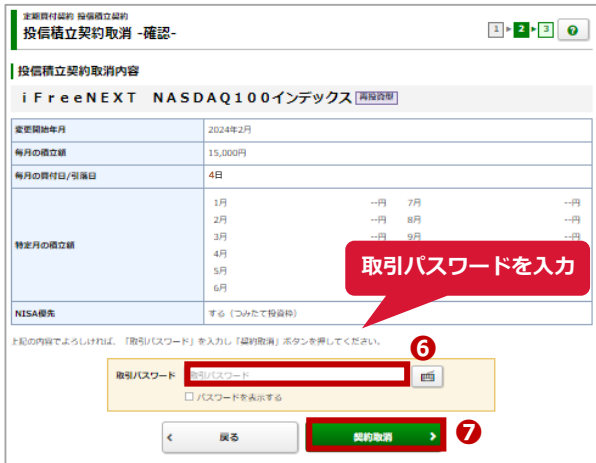 定期買付契約 投信積立契約
投信積立契約取消 -確認-
1 2 3 ?
投信積立契約取消内容
ｉＦｒｅｅＮＥＸＴ　ＮＡＳＤＡＱ１００インデックス 再投資型
変更開始年月 2024年2月
毎月の積立額 15,000円
毎月の買付日/引落日 4日
特定月の積立額
1月 --円 7月 --円
2月 --円 8月 --円
3月 --円 9月 --円
4月
5月
6月
取引パスワードを入力
NISA優先 する（つみたて投資枠）
上記の内容でよろしければ、「取引パスワード」を入力し「契約取消」ボタンを押してください。
❻
取引パスワード 取引パスワード
パスワードを表示する
戻る 契約取消 ❼